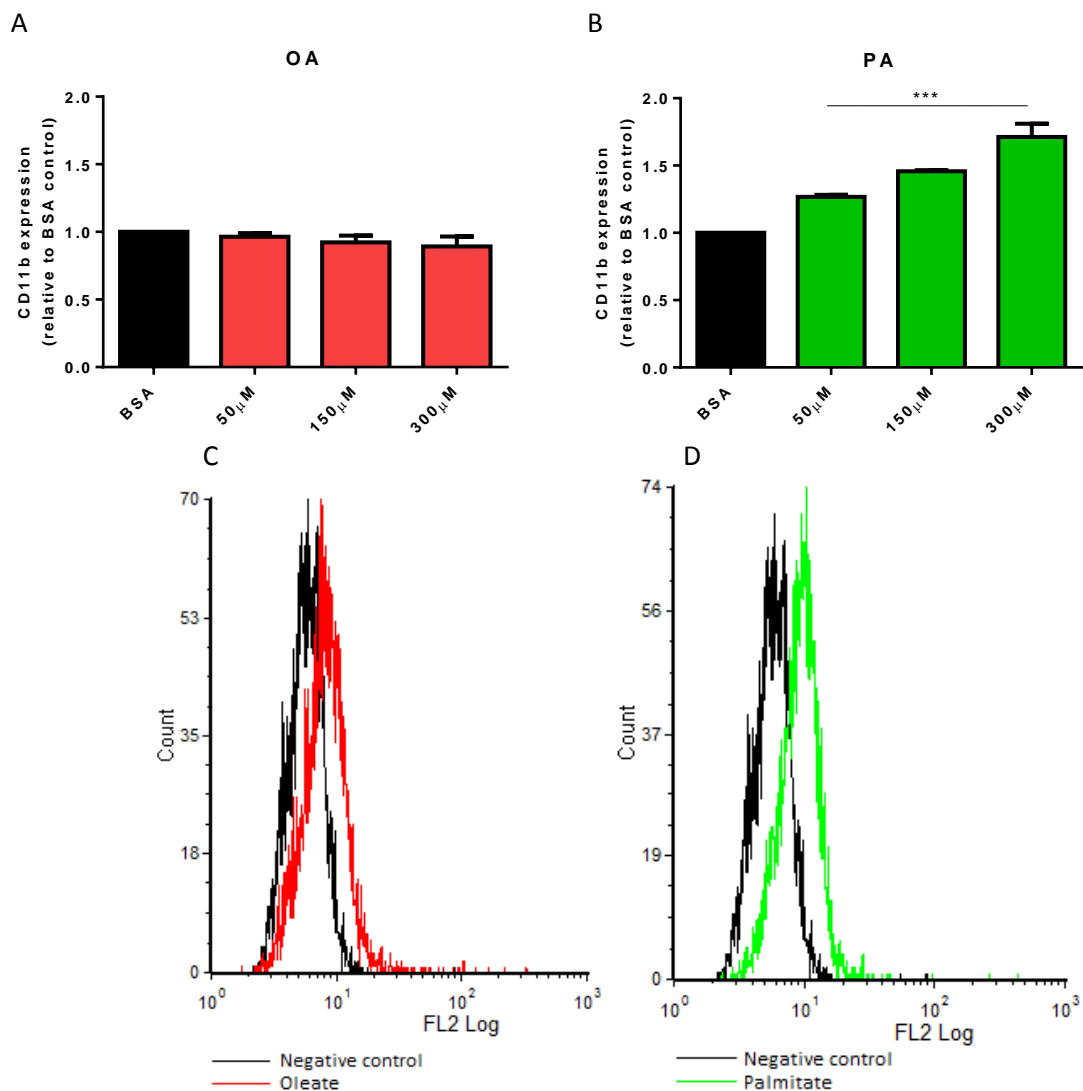 A
OA
CD11b expression
(relative to BSA control)
2.0
1.5
1.0
0.5
0.0
BSA
50μM
150μM
300μM
B
PA
***
CD11b expression
(relative to BSA control)
2.0
1.5
1.0
0.5
0.0
BSA
50μM
150μM
300μM
C
70
53
35
18
0
Count
10⁰
10¹
10²
10³
FL2 Log
Negative control
Oleate
D
74
56
37
19
0
Count
10⁰
10¹
10²
10³
FL2 Log
Negative control
Palmitate